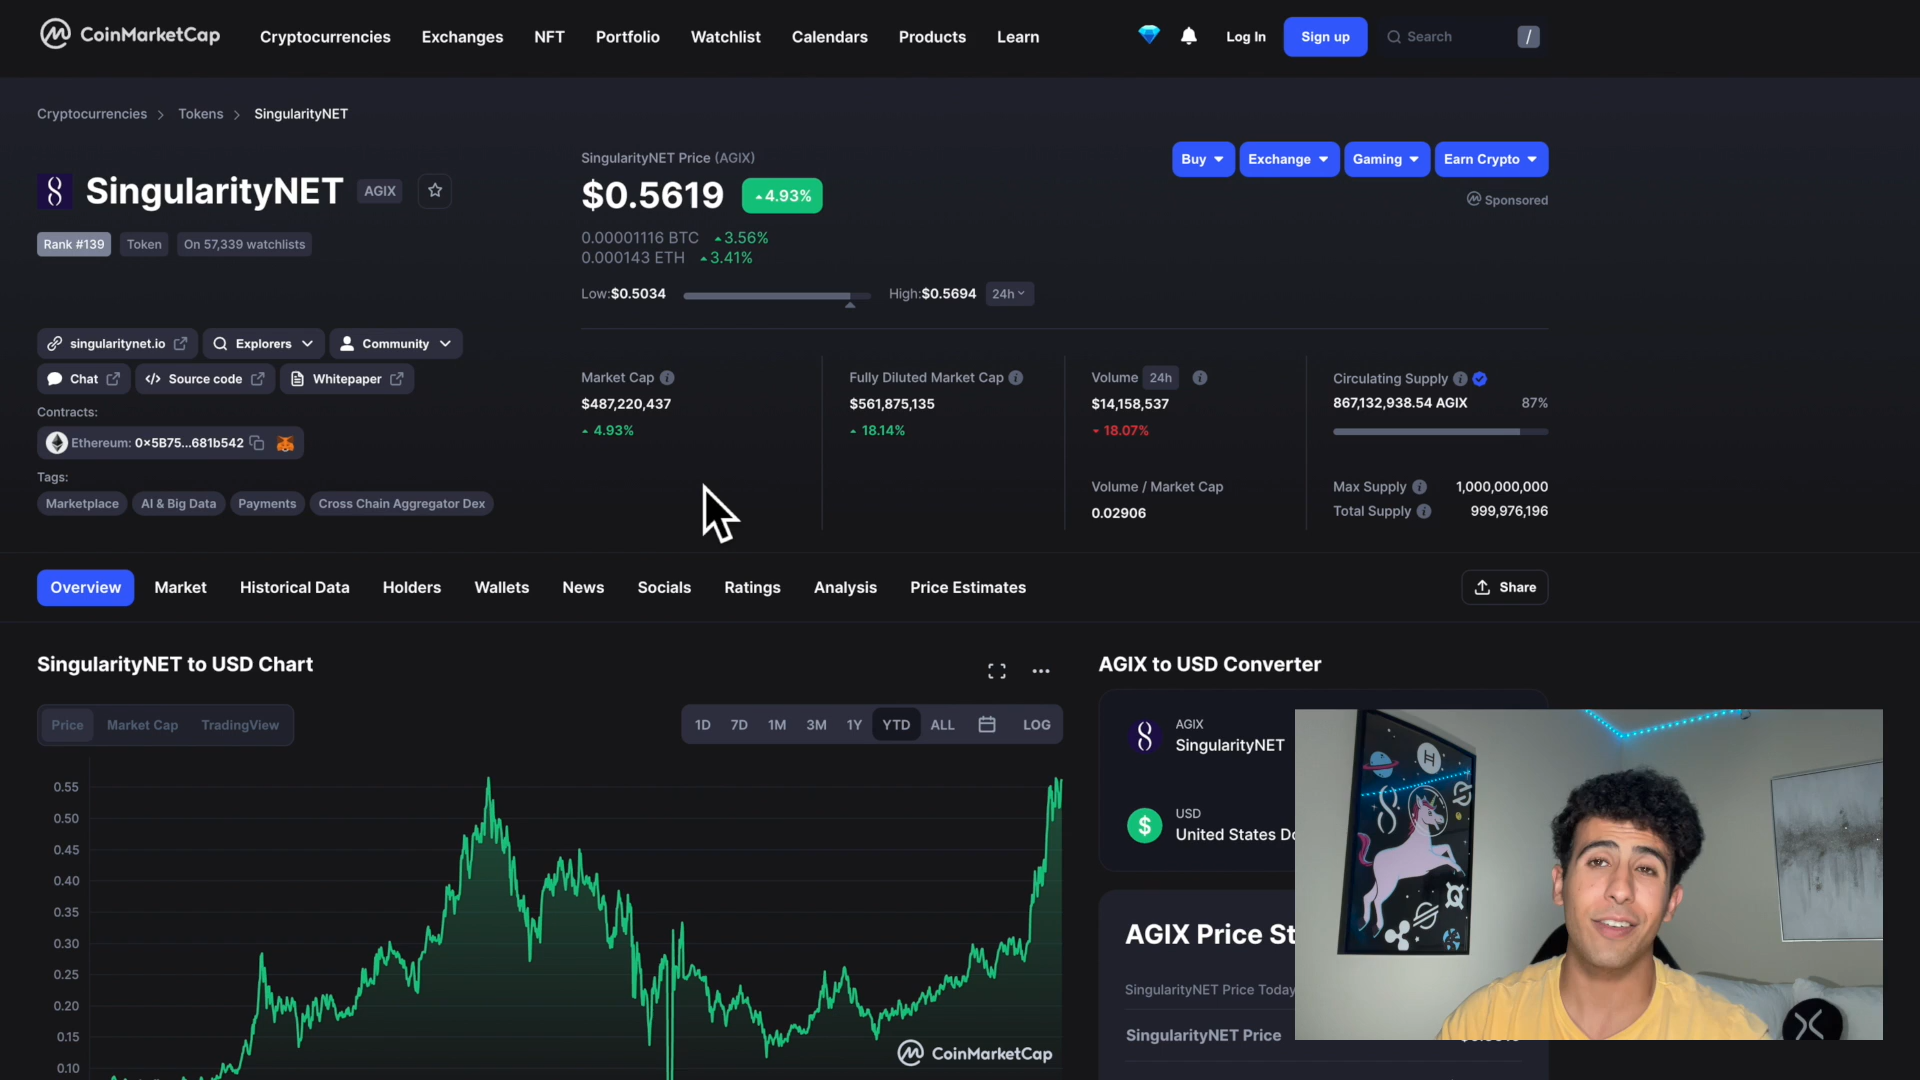 CoinMarketCap
Cryptocurrencies Exchanges NFT Portfolio Watchlist Calendars Products Learn
Log In Sign up Search /
Cryptocurrencies > Tokens > SingularityNET
SingularityNET AGIX
Rank #139 Token On 57,339 watchlists
SingularityNET Price (AGIX)
$0.5619 4.93%
0.00001116 BTC 3.56%
0.000143 ETH 3.41%
Low:$0.5034 High:$0.5694 24h
Buy Exchange Gaming Earn Crypto
Sponsored
singularitynet.io Explorers Community
Chat Source code Whitepaper
Contracts:
Ethereum: 0x5B75...681b542
Tags:
Marketplace AI & Big Data Payments Cross Chain Aggregator Dex
Market Cap
$487,220,437
4.93%
Fully Diluted Market Cap
$561,875,135
18.14%
Volume 24h
$14,158,537
18.07%
Volume / Market Cap
0.02906
Circulating Supply
867,132,938.54 AGIX 87%
Max Supply 1,000,000,000
Total Supply 999,976,196
Overview Market Historical Data Holders Wallets News Socials Ratings Analysis Price Estimates Share
SingularityNET to USD Chart
Price Market Cap TradingView
1D 7D 1M 3M 1Y YTD ALL LOG
0.55
0.50
0.45
0.40
0.35
0.30
0.25
0.20
0.15
0.10
CoinMarketCap
AGIX to USD Converter
AGIX
SingularityNET
USD
United States Do
AGIX Price St
SingularityNET Price Today
SingularityNET Price